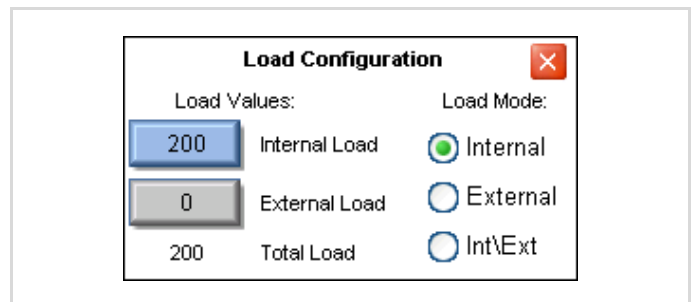 Load Configuration
Load Values: Load Mode:
200 Internal Load Internal
0 External Load External
200 Total Load Int\Ext